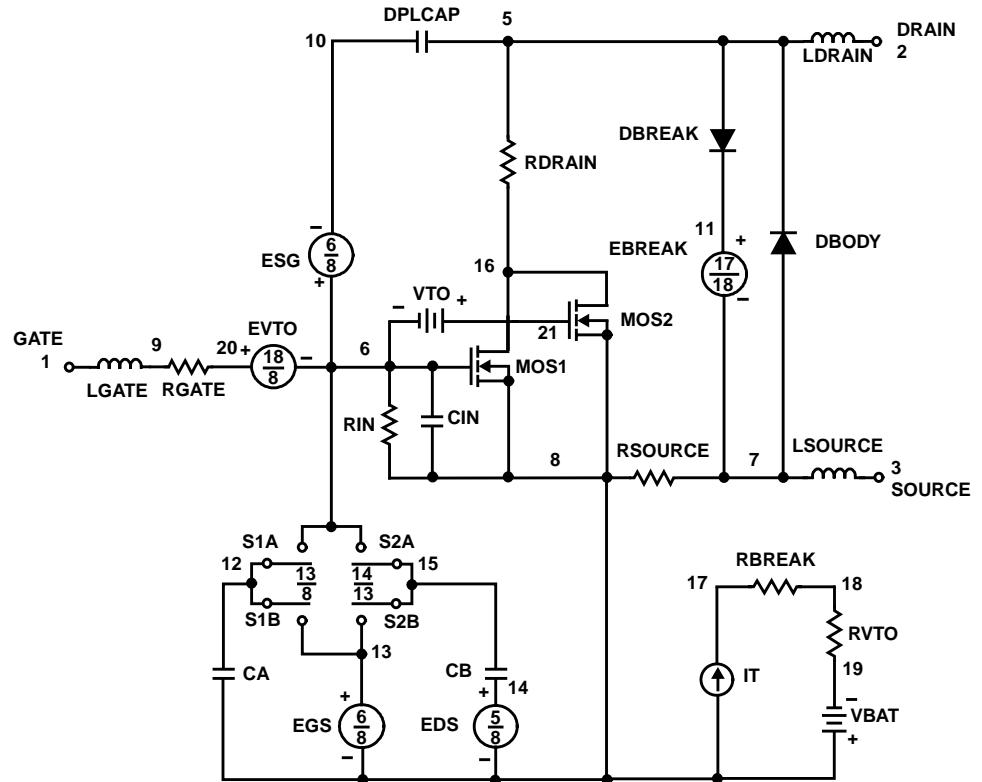 DPLCAP
5
10
DRAIN
2
LDRAIN
DBREAK
RDRAIN
11
+
EBREAK
17
18
−
DBODY
−
ESG
6
8
+
16
− VTO +
21
MOS2
GATE
1
9
20
EVTO
+
18
8
−
6
MOS1
LGATE
RGATE
RIN
CIN
8
RSOURCE
7
LSOURCE
3
SOURCE
S1A
S2A
12
13
8
14
13
15
S1B
S2B
13
CA
CB
+
14
+
EGS
6
8
−
EDS
5
8
−
RBREAK
17
18
RVTO
19
IT
−
VBAT
+